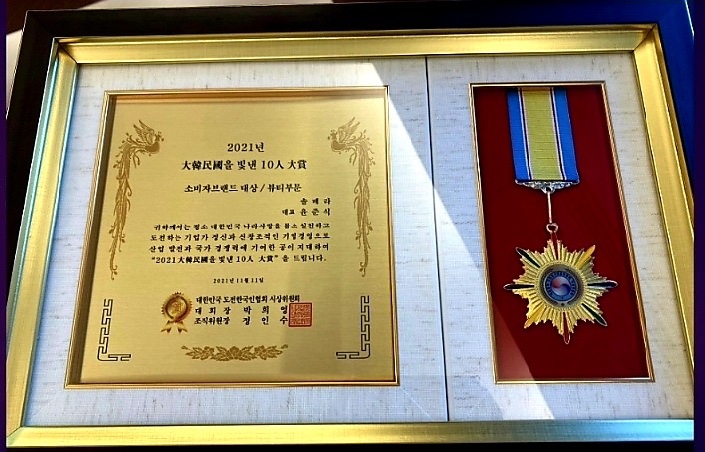 2021년
大韓民國을 빛낸 10人 大賞
소비자브랜드 대상/뷰티부문
솔베라
대표 윤준식
귀하께서는 평소 대한민국 나라사랑을 몸소 실천하고
도전하는 기업가 정신과 신창조적인 기업경영으로
산업 발전과 국가 경쟁력에 기여한 공이 지대하여
"2021大韓民國을 빛낸 10人 大賞"을 드립니다.
2021년 11월 11일
대한민국 도전한국인협회 시상위원회
대회장 박희영
조직위원장 정인수